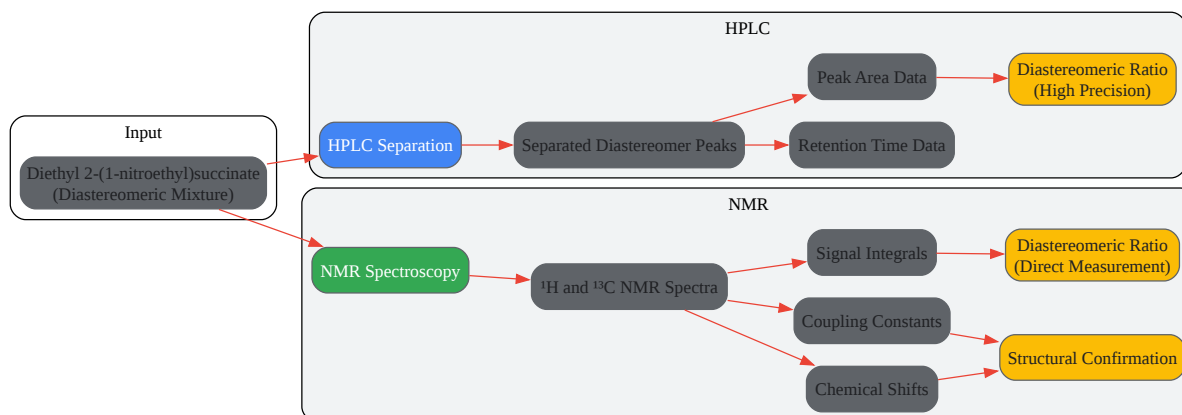 Input
Diethyl 2-(1-nitroethyl)succinate
(Diastereomeric Mixture)
HPLC
HPLC Separation
Separated Diastereomer Peaks
Peak Area Data
Retention Time Data
Diastereomeric Ratio
(High Precision)
NMR
NMR Spectroscopy
¹H and ¹³C NMR Spectra
Signal Integrals
Coupling Constants
Chemical Shifts
Diastereomeric Ratio
(Direct Measurement)
Structural Confirmation